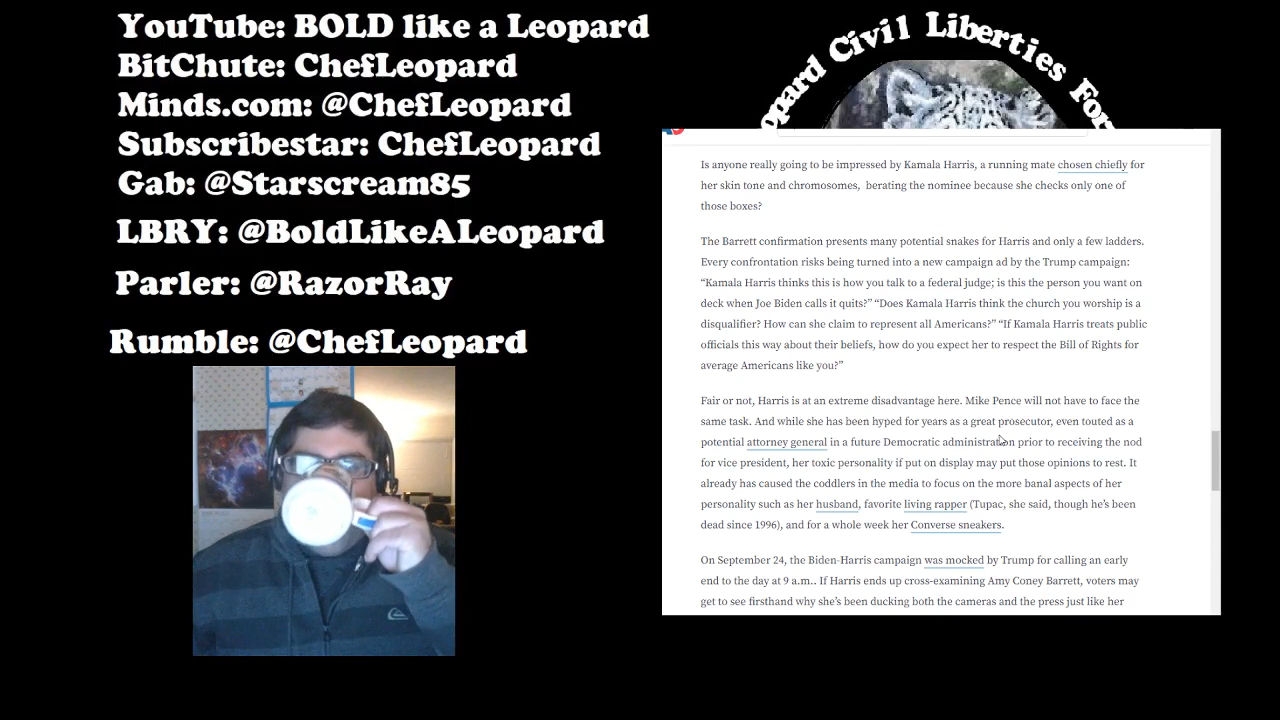 YouTube: BOLD like a Leopard
BitChute: ChefLeopard
Minds.com: @ChefLeopard
Subscribestar: ChefLeopard
Gab: @Starscream85
LBRY: @BoldLikeALeopard
Parler: @RazorRay
Rumble: @ChefLeopard
opard Civil Liberties For
Is anyone really going to be impressed by Kamala Harris, a running mate chosen chiefly for
her skin tone and chromosomes, berating the nominee because she checks only one of
those boxes?
The Barrett confirmation presents many potential snakes for Harris and only a few ladders.
Every confrontation risks being turned into a new campaign ad by the Trump campaign:
“Kamala Harris thinks this is how you talk to a federal judge; is this the person you want on
deck when Joe Biden calls it quits?” “Does Kamala Harris think the church you worship is a
disqualifier? How can she claim to represent all Americans?” “If Kamala Harris treats public
officials this way about their beliefs, how do you expect her to respect the Bill of Rights for
average Americans like you?”
Fair or not, Harris is at an extreme disadvantage here. Mike Pence will not have to face the
same task. And while she has been hyped for years as a great prosecutor, even touted as a
potential attorney general in a future Democratic administration prior to receiving the nod
for vice president, her toxic personality if put on display may put those opinions to rest. It
already has caused the coddlers in the media to focus on the more banal aspects of her
personality such as her husband, favorite living rapper (Tupac, she said, though he’s been
dead since 1996), and for a whole week her Converse sneakers.
On September 24, the Biden-Harris campaign was mocked by Trump for calling an early
end to the day at 9 a.m.. If Harris ends up cross-examining Amy Coney Barrett, voters may
get to see firsthand why she’s been ducking both the cameras and the press just like her